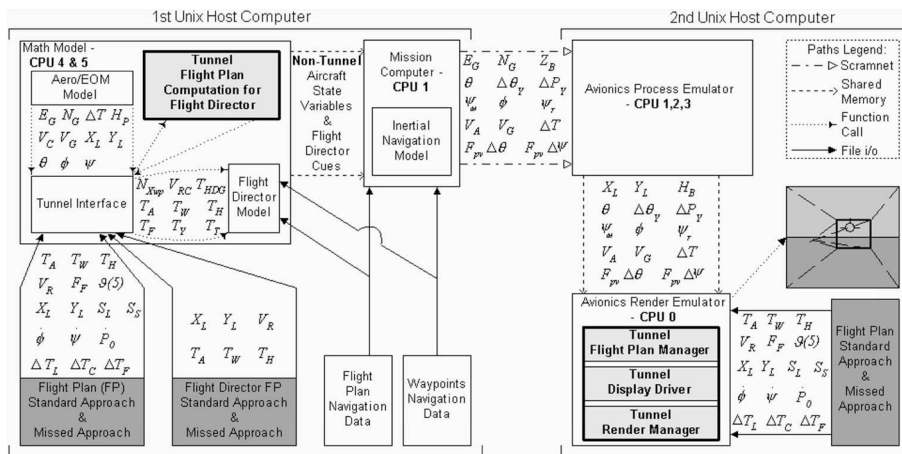 1st Unix Host Computer
2nd Unix Host Computer
Math Model -
CPU 4 & 5
Aero/EOM
Model
E_G N_G ΔT H_P
V_C V_G X_L Y_L
θ ϕ ψ
Tunnel Interface
Tunnel
Flight Plan
Computation for
Flight Director
N_Xwp V_RC T_HDG
T_A T_W T_H
T_F T_Y T_T
Flight
Director
Model
Non-Tunnel
Aircraft
State
Variables
&
Flight
Director
Cues
Mission
Computer -
CPU 1
Inertial
Navigation
Model
E_G N_G Z_B
θ Δθ_Y ΔP_Y
ϕ ψ_r
V_A V_G ΔT
F_pv Δθ F_pv Δψ
Avionics Process Emulator
- CPU 1,2,3
Paths Legend:
Scramnet
Shared
Memory
Function
Call
File i/o
X_L Y_L H_B
θ Δθ_Y ΔP_Y
ϕ ψ_r
V_A V_G ΔT
F_pv Δθ F_pv Δψ
T_A T_W T_H
V_R F_F ϑ(5)
X_L Y_L S_L S_S
ϕ̇ ψ̇ Ṗ_0
ΔT_L ΔT_C ΔT_F
Flight Plan (FP)
Standard Approach
&
Missed Approach
X_L Y_L V_R
T_A T_W T_H
Flight Director FP
Standard Approach
&
Missed Approach
Flight
Plan
Navigation
Data
Waypoints
Navigation
Data
Avionics Render Emulator
- CPU 0
Tunnel
Flight Plan Manager
Tunnel
Display Driver
Tunnel
Render Manager
T_A T_W T_H
V_R F_F ϑ(5)
X_L Y_L S_L S_S
ϕ̇ ψ̇ Ṗ_0
ΔT_L ΔT_C ΔT_F
Flight Plan
Standard
Approach
&
Missed
Approach